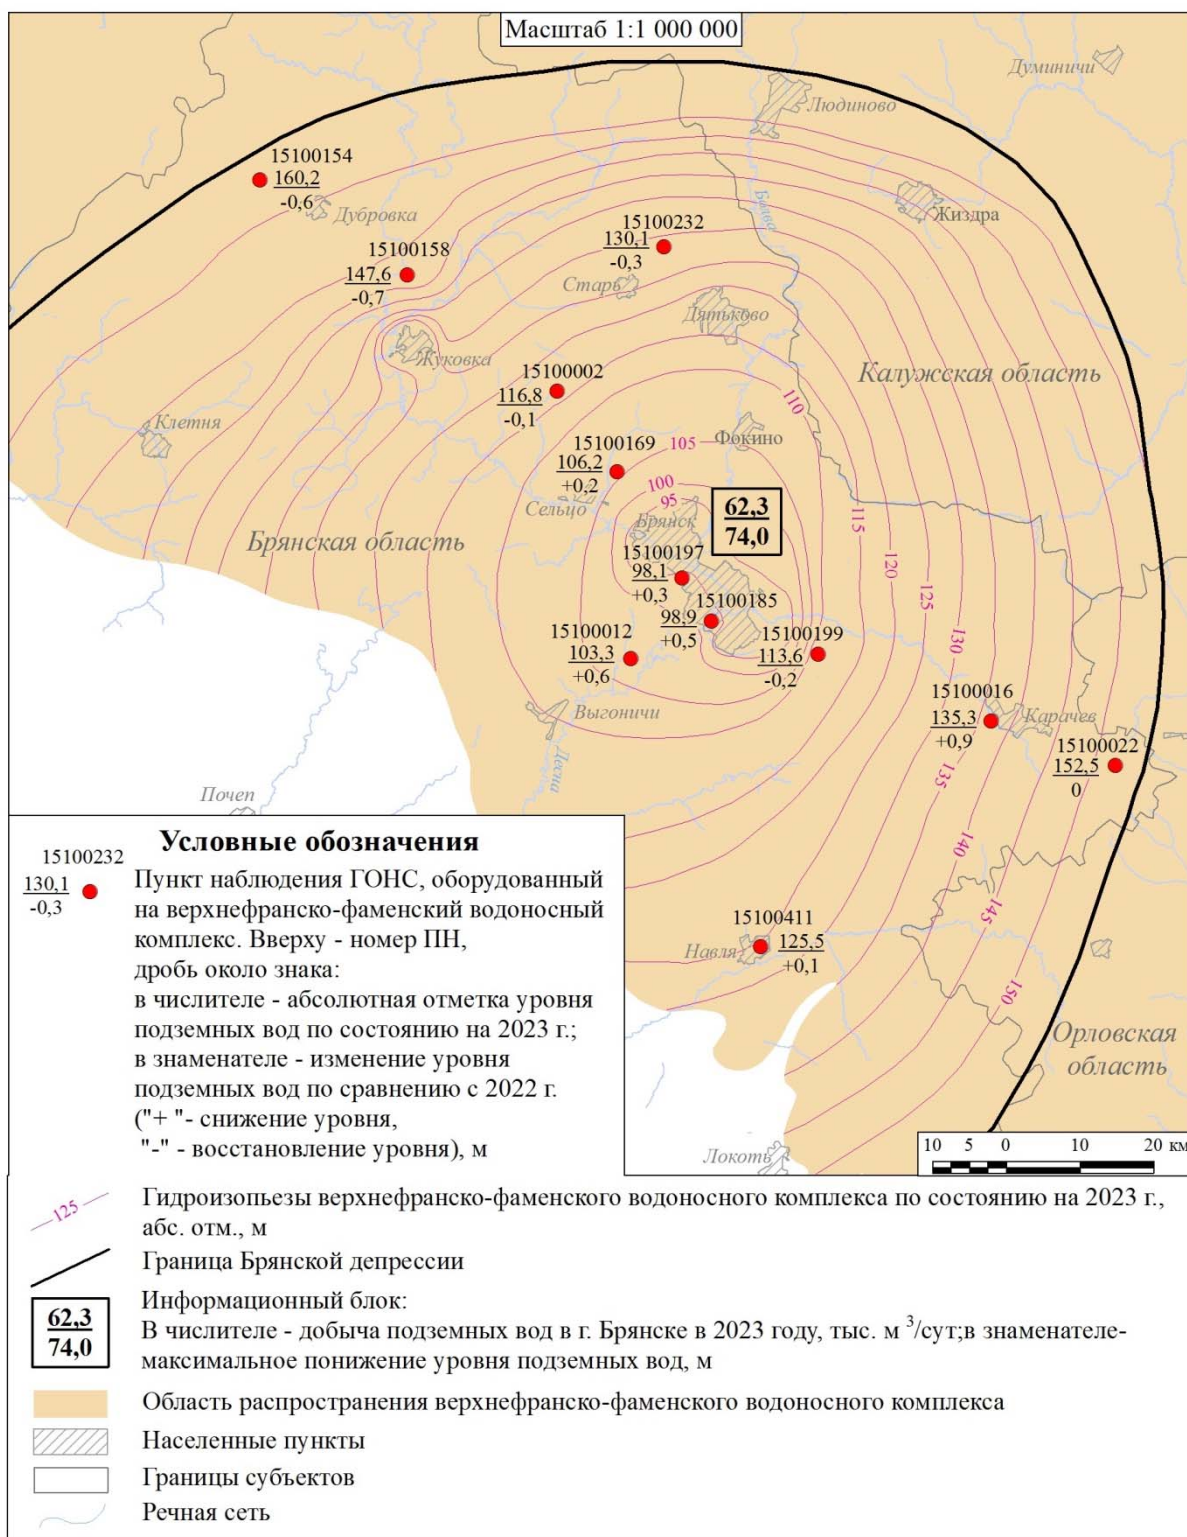 Масштаб 1:1 000 000
Думиничи
Людиново
15100154
160,2
-0,6
Дубровка
Болва
Жиздра
15100232
130,1
-0,3
15100158
147,6
-0,7
Старь
Дятьково
Жуковка
Калужская область
15100002
116,8
-0,1
110
Клетня
Фокино
15100169
105
106,2
+0,2
100
95
Сельцо
62,3
74,0
115
Брянск
Брянская область
15100197
98,1
+0,3
120
125
15100185
98,9
+0,5
15100012
103,3
+0,6
15100199
113,6
-0,2
130
15100016
135,3
+0,9
Карачев
Выгоничи
15100022
152,5
0
Десна
135
Почеп
140
145
150
15100411
Навля
125,5
+0,1
Орловская
область
Локоть
10 5 0 10 20 км
Условные обозначения
15100232
130,1
-0,3
Пункт наблюдения ГОНС, оборудованный
на верхнефранско-фаменский водоносный
комплекс. Вверху - номер ПН,
дробь около знака:
в числителе - абсолютная отметка уровня
подземных вод по состоянию на 2023 г.;
в знаменателе - изменение уровня
подземных вод по сравнению с 2022 г.
("+ "- снижение уровня,
"-" - восстановление уровня), м
125
Гидроизопьезы верхнефранско-фаменского водоносного комплекса по состоянию на 2023 г.,
абс. отм., м
Граница Брянской депрессии
62,3
74,0
Информационный блок:
В числителе - добыча подземных вод в г. Брянске в 2023 году, тыс. м ³/сут;в знаменателе-
максимальное понижение уровня подземных вод, м
Область распространения верхнефранско-фаменского водоносного комплекса
Населенные пункты
Границы субъектов
Речная сеть